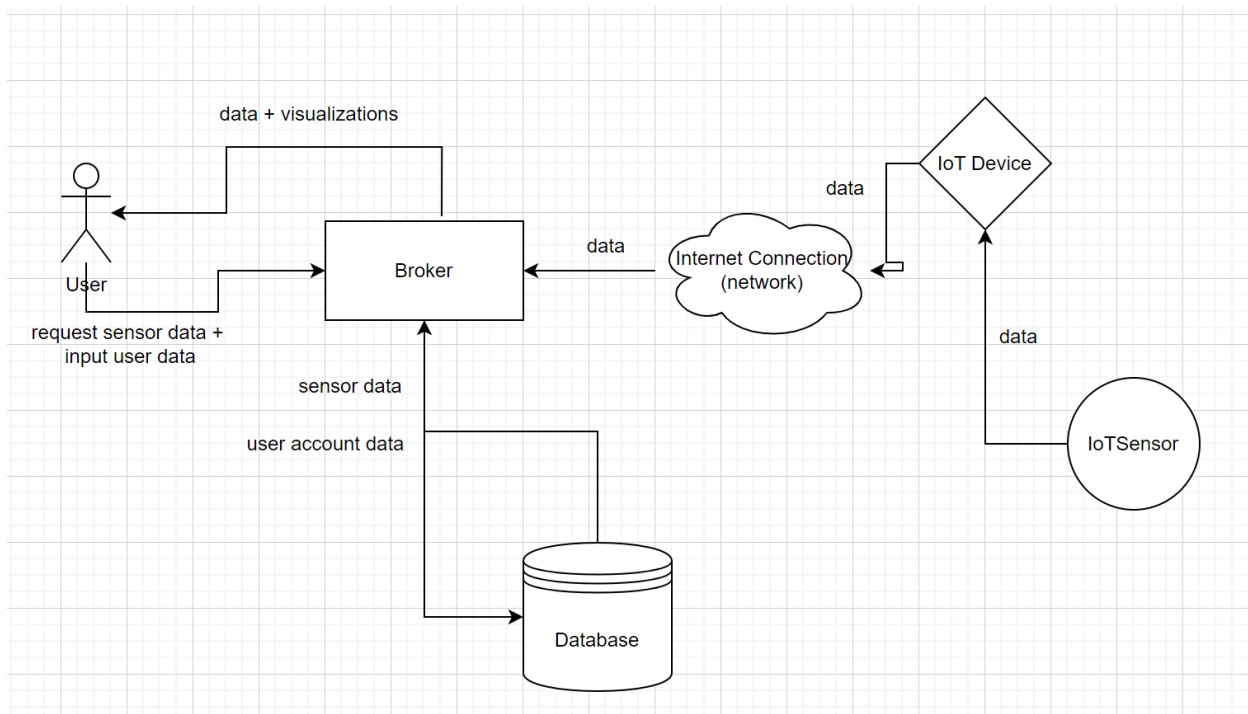 data + visualizations
IoT Device
data
User
Broker
data
Internet Connection
(network)
request sensor data +
input user data
data
sensor data
user account data
IoTSensor
Database